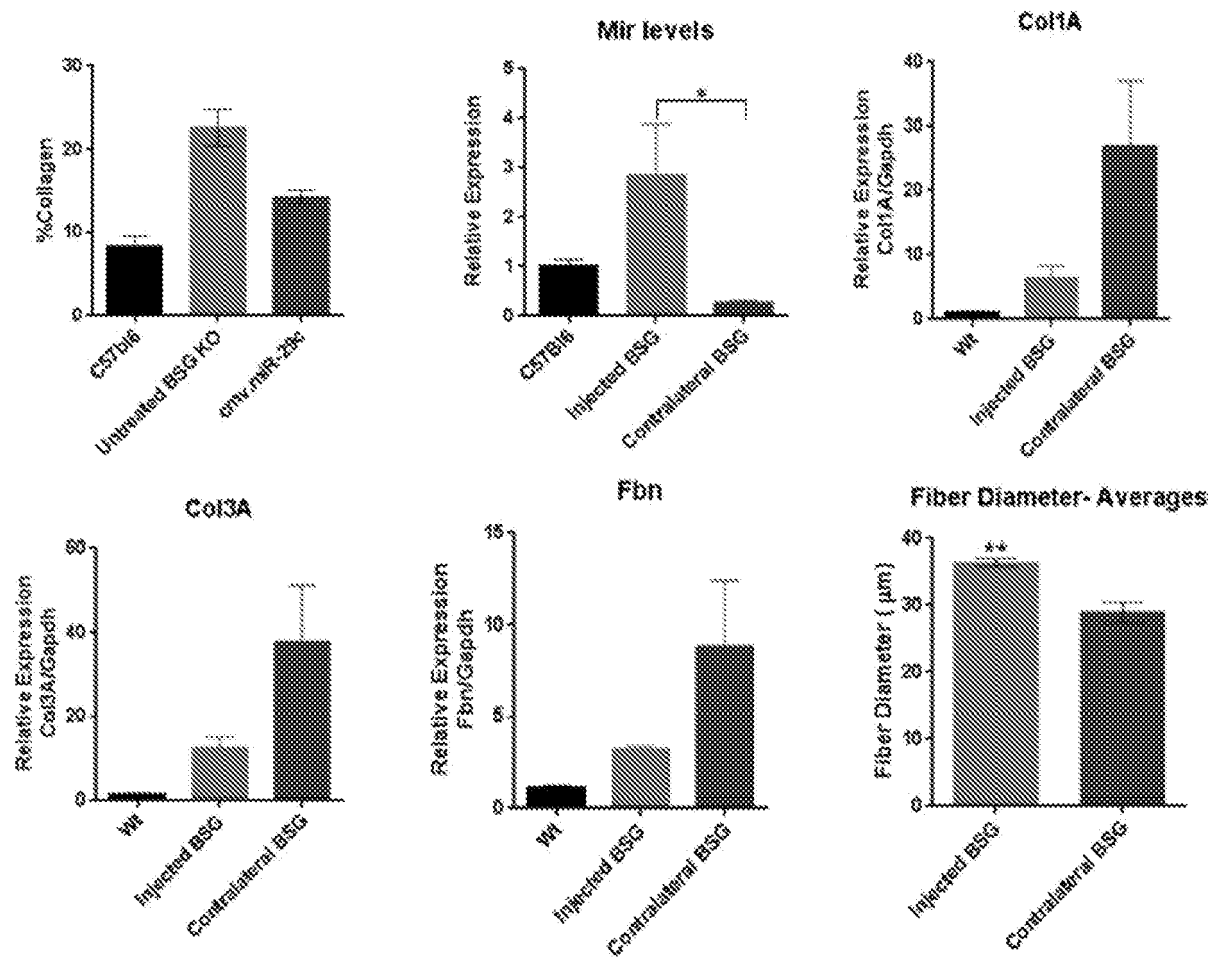 %Collagen
30
20
10
0
C57bl6
Untreated BSG KO
cmv.miR-29c
Mir levels
Relative Expression
5
4
3
2
1
0
*
C57Bl6
Injected BSG
Contralateral BSG
Col1A
Relative Expression
Col1A/Gapdh
40
30
20
10
0
Wt
Injected BSG
Contralateral BSG
Col3A
Relative Expression
Col3A/Gapdh
60
40
20
0
Wt
Injected BSG
Contralateral BSG
Fbn
Relative Expression
Fbn/Gapdh
15
10
5
0
Wt
Injected BSG
Contralateral BSG
Fiber Diameter- Averages
Fiber Diameter ( µm)
40
30
20
10
0
**
Injected BSG
Contralateral BSG